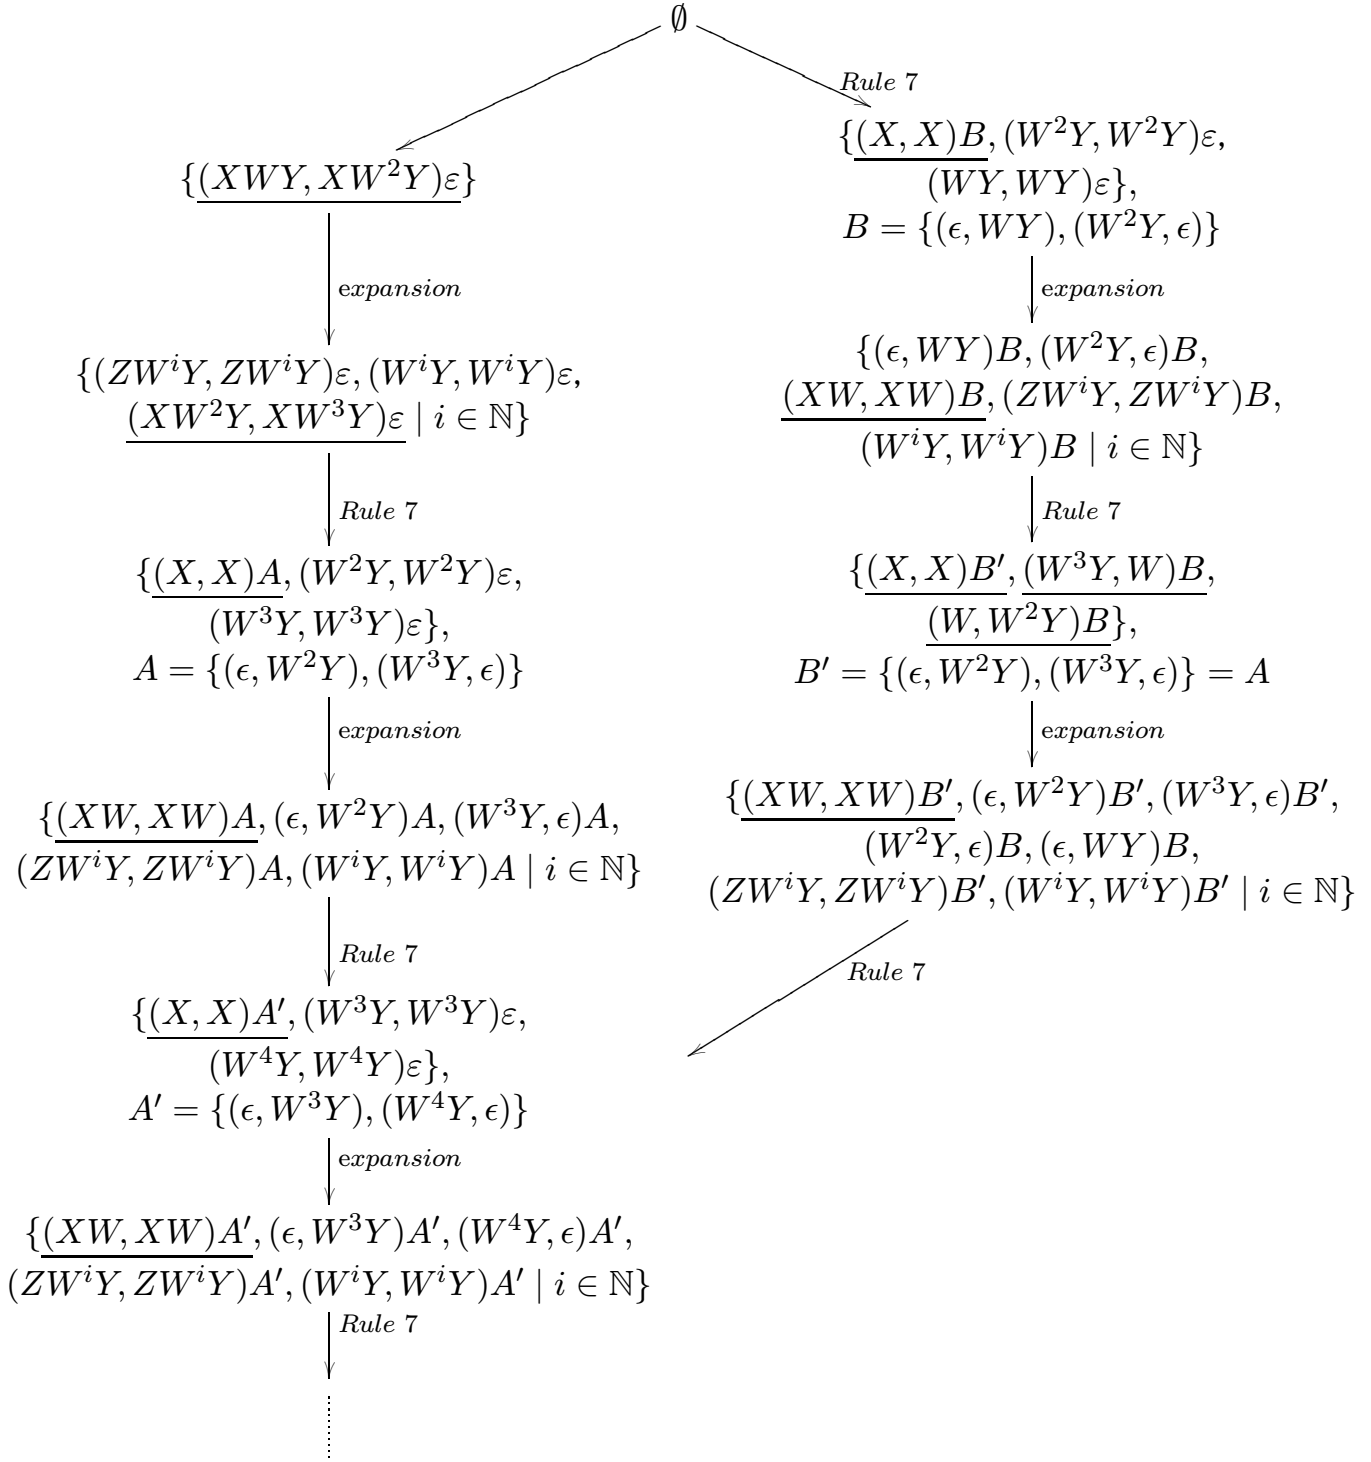 ∅
Rule 7
{(X, X)B, (W²Y, W²Y)ε,
(WY, WY)ε},
B = {(ϵ, WY), (W²Y, ϵ)}
expansion
{(ϵ, WY)B, (W²Y, ϵ)B,
(XW, XW)B, (ZWⁱY, ZWⁱY)B,
(WⁱY, WⁱY)B | i ∈ ℕ}
Rule 7
{(X, X)B′, (W³Y, W)B,
(W, W²Y)B},
B′ = {(ϵ, W²Y), (W³Y, ϵ)} = A
expansion
{(XW, XW)B′, (ϵ, W²Y)B′, (W³Y, ϵ)B′,
(W²Y, ϵ)B, (ϵ, WY)B,
(ZWⁱY, ZWⁱY)B′, (WⁱY, WⁱY)B′ | i ∈ ℕ}
Rule 7
{(XWY, XW²Y)ε}
expansion
{(ZWⁱY, ZWⁱY)ε, (WⁱY, WⁱY)ε,
(XW²Y, XW³Y)ε | i ∈ ℕ}
Rule 7
{(X, X)A, (W²Y, W²Y)ε,
(W³Y, W³Y)ε},
A = {(ϵ, W²Y), (W³Y, ϵ)}
expansion
{(XW, XW)A, (ϵ, W²Y)A, (W³Y, ϵ)A,
(ZWⁱY, ZWⁱY)A, (WⁱY, WⁱY)A | i ∈ ℕ}
Rule 7
{(X, X)A′, (W³Y, W³Y)ε,
(W⁴Y, W⁴Y)ε},
A′ = {(ϵ, W³Y), (W⁴Y, ϵ)}
expansion
{(XW, XW)A′, (ϵ, W³Y)A′, (W⁴Y, ϵ)A′,
(ZWⁱY, ZWⁱY)A′, (WⁱY, WⁱY)A′ | i ∈ ℕ}
Rule 7